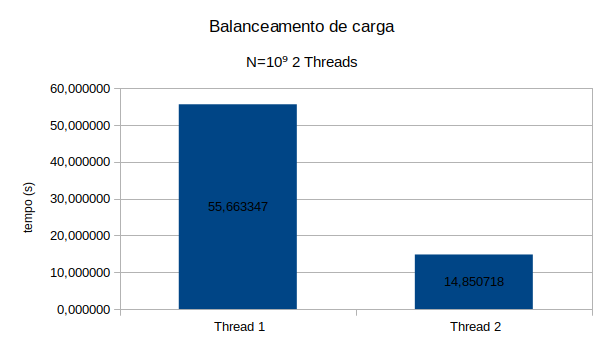 Balanceamento de carga
N=10⁹ 2 Threads
60,000000
50,000000
40,000000
30,000000
20,000000
10,000000
0,000000
tempo (s)
55,663347
14,850718
Thread 1
Thread 2